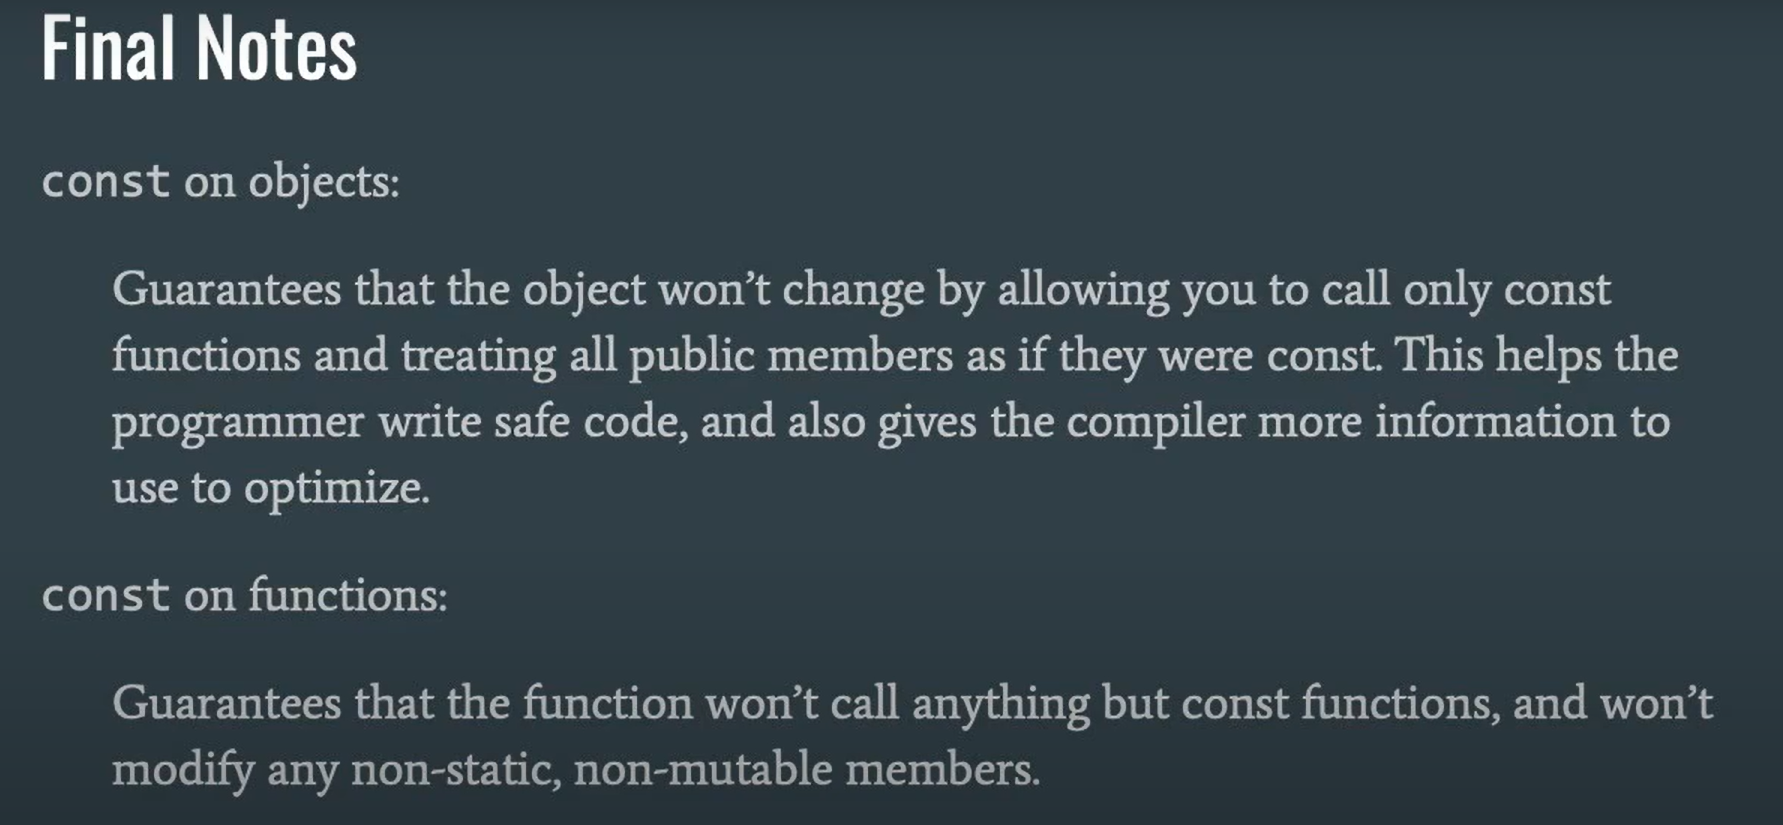 Final Notes
const on objects:
Guarantees that the object won’t change by allowing you to call only const
functions and treating all public members as if they were const. This helps the
programmer write safe code, and also gives the compiler more information to
use to optimize.
const on functions:
Guarantees that the function won’t call anything but const functions, and won’t
modify any non-static, non-mutable members.